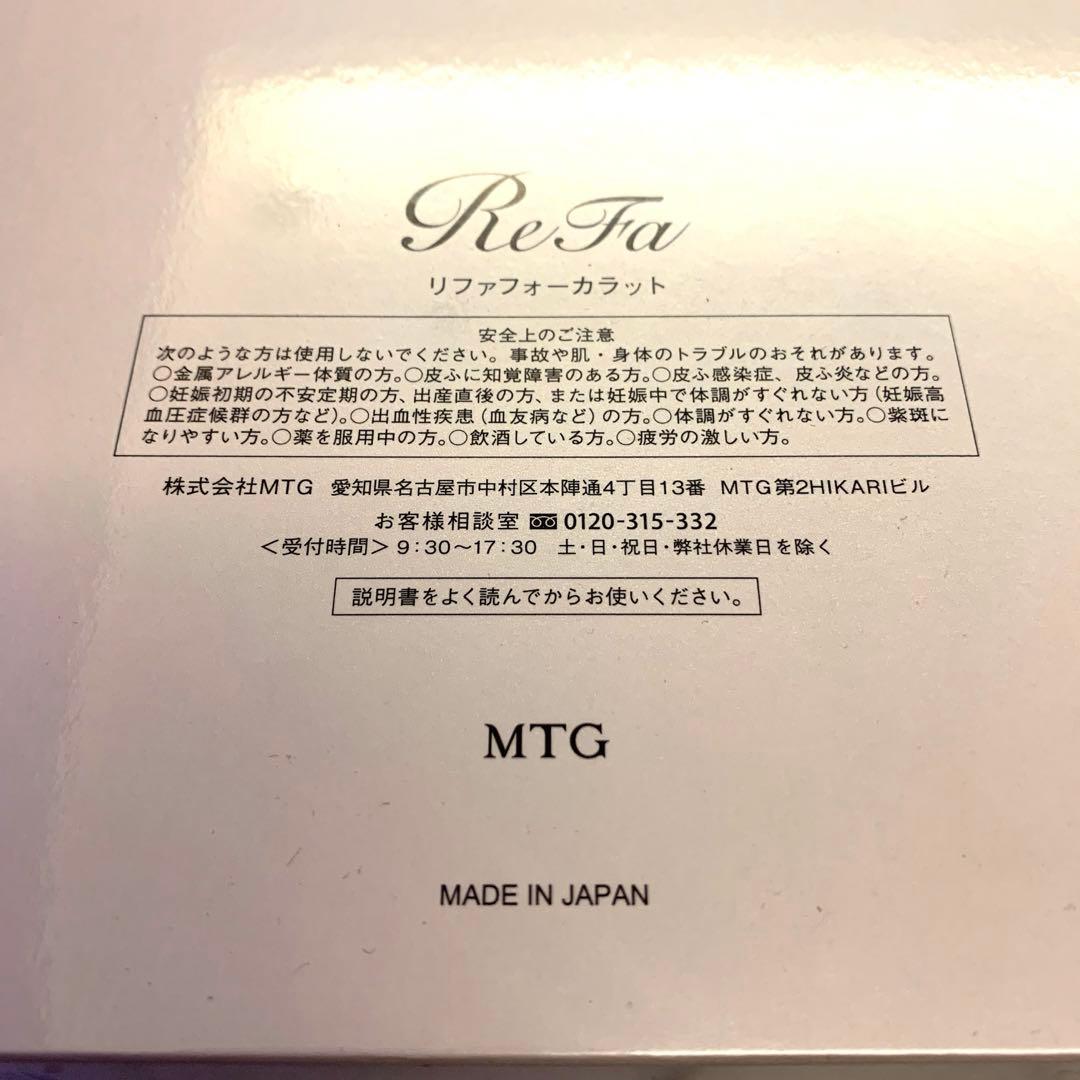 ReFa
リファフォーカラット
安全上のご注意
次のような方は使用しないでください。事故や肌・身体のトラブルのおそれがあります。
○金属アレルギー体質の方。○皮ふに知覚障害のある方。○皮ふ感染症、皮ふ炎などの方。
○妊娠初期の不安定期の方、出産直後の方、または妊娠中で体調がすぐれない方(妊娠高
血圧症候群の方など)。○出血性疾患(血友病など)の方。○体調がすぐれない方。○紫斑に
なりやすい方。○薬を服用中の方。○飲酒している方。○疲労の激しい方。
株式会社MTG 愛知県名古屋市中村区本陣通4丁目13番 MTG第2HIKARIビル
お客様相談室 0120-315-332
<受付時間> 9:30〜17:30 土・日・祝日・弊社休業日を除く
説明書をよく読んでからお使いください。
MTG
MADE IN JAPAN